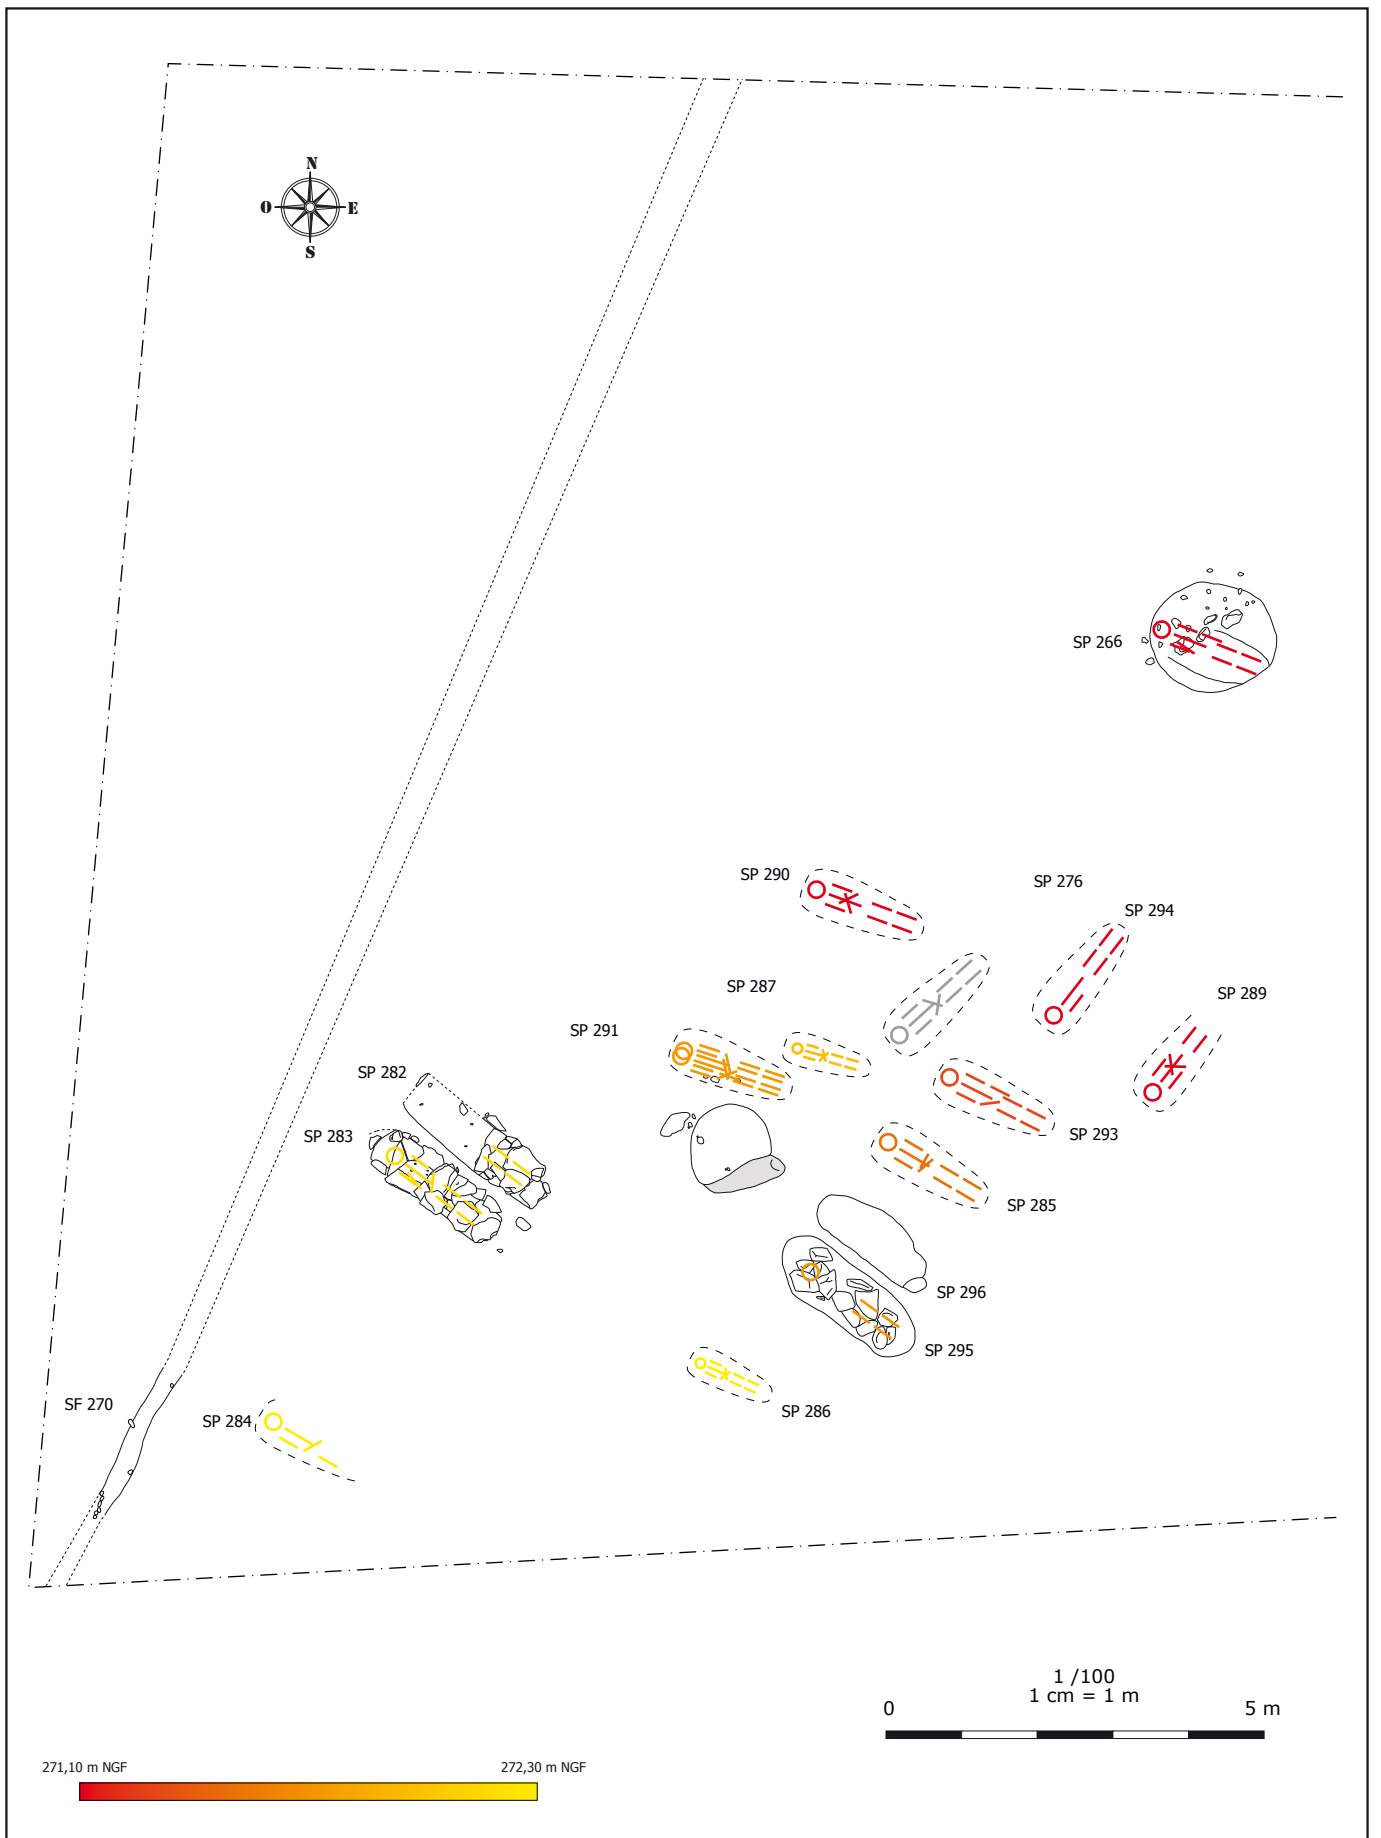 N
O
E
S
SP 266
SP 290
SP 276
SP 294
SP 287
SP 289
SP 291
SP 282
SP 283
SP 293
SP 285
SP 296
SP 295
SF 270
SP 284
SP 286
1 /100
1 cm = 1 m
0
5 m
271,10 m NGF
272,30 m NGF